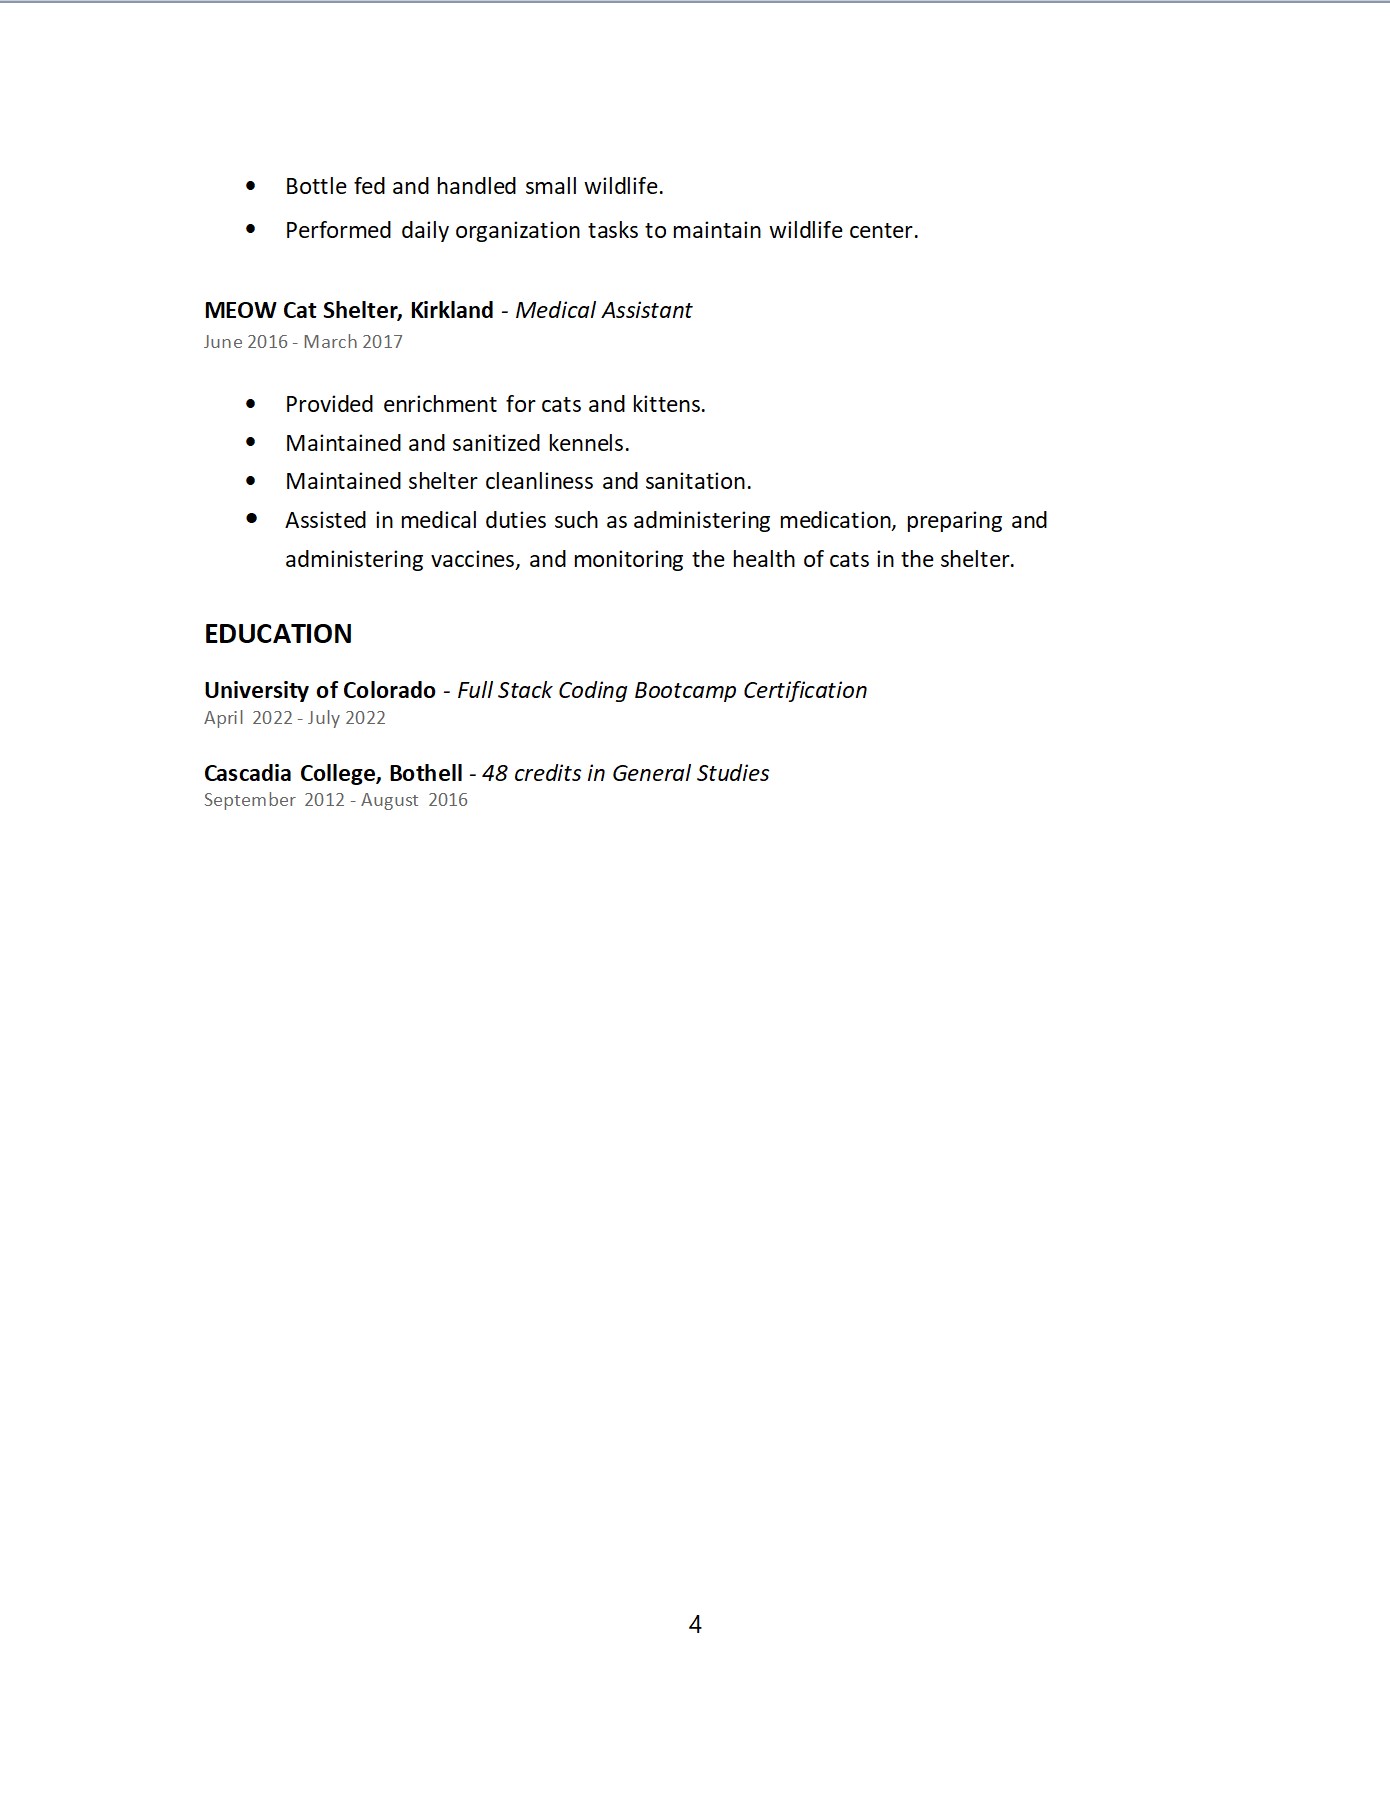 • Bottle fed and handled small wildlife.
• Performed daily organization tasks to maintain wildlife center.
MEOW Cat Shelter, Kirkland - Medical Assistant
June 2016 - March 2017
• Provided enrichment for cats and kittens.
• Maintained and sanitized kennels.
• Maintained shelter cleanliness and sanitation.
• Assisted in medical duties such as administering medication, preparing and
administering vaccines, and monitoring the health of cats in the shelter.
EDUCATION
University of Colorado - Full Stack Coding Bootcamp Certification
April 2022 - July 2022
Cascadia College, Bothell - 48 credits in General Studies
September 2012 - August 2016
4